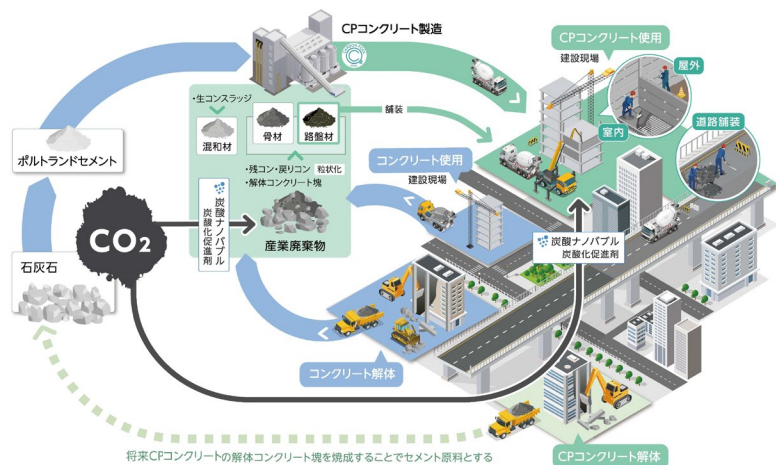 CPコンクリート製造
CPコンクリート使用
建設現場
屋外
室内
道路舗装
・生コンスラッジ
混和材
骨材
路盤材
舗装
・残コン・戻りコン 粒状化
・解体コンクリート塊
産業廃棄物
炭酸ナノバブル
炭酸化促進剤
コンクリート使用
建設現場
ポルトランドセメント
CO2
石灰石
炭酸ナノバブル
炭酸化促進剤
コンクリート解体
CPコンクリート解体
将来CPコンクリートの解体コンクリート塊を焼成することでセメント原料とする